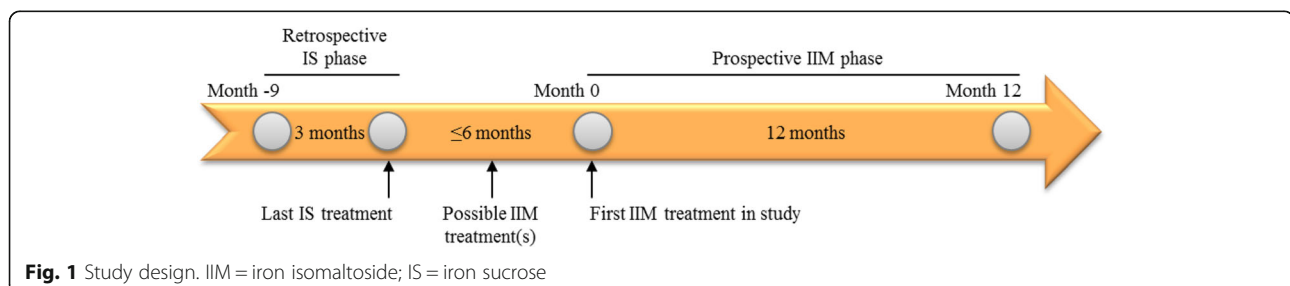 Retrospective
IS phase
Prospective IIM phase
Month -9
Month 0
Month 12
3 months
≤6 months
12 months
Last IS treatment
Possible IIM
treatment(s)
First IIM treatment in study
Fig. 1 Study design. IIM = iron isomaltoside; IS = iron sucrose